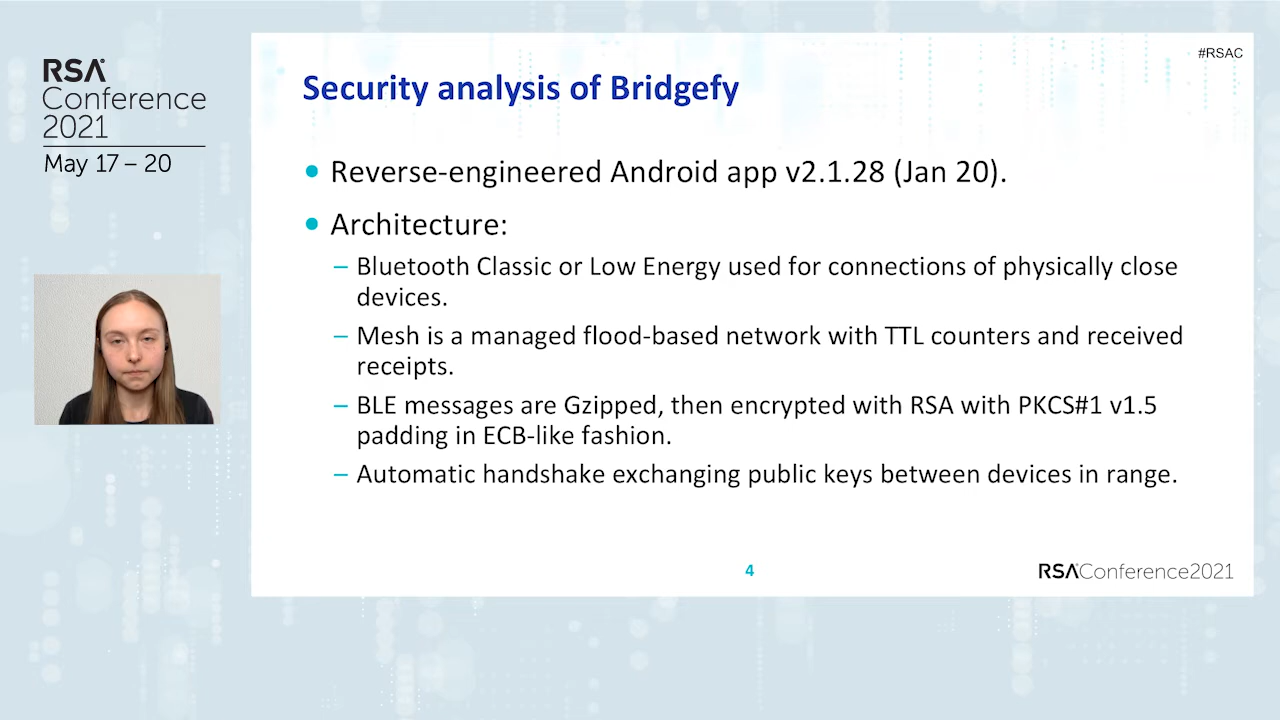 RSA
Conference
2021
May 17 – 20
#RSAC
Security analysis of Bridgefy
• Reverse-engineered Android app v2.1.28 (Jan 20).
• Architecture:
– Bluetooth Classic or Low Energy used for connections of physically close
devices.
– Mesh is a managed flood-based network with TTL counters and received
receipts.
– BLE messages are Gzipped, then encrypted with RSA with PKCS#1 v1.5
padding in ECB-like fashion.
– Automatic handshake exchanging public keys between devices in range.
4
RSAConference2021